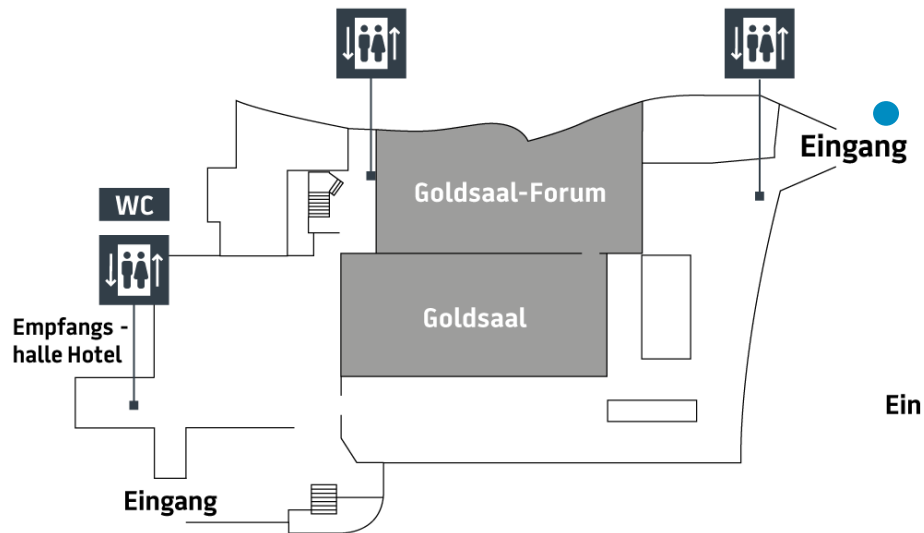 Eingang
Goldsaal-Forum
WC
Goldsaal
Empfangs -
halle Hotel
Ein
Eingang